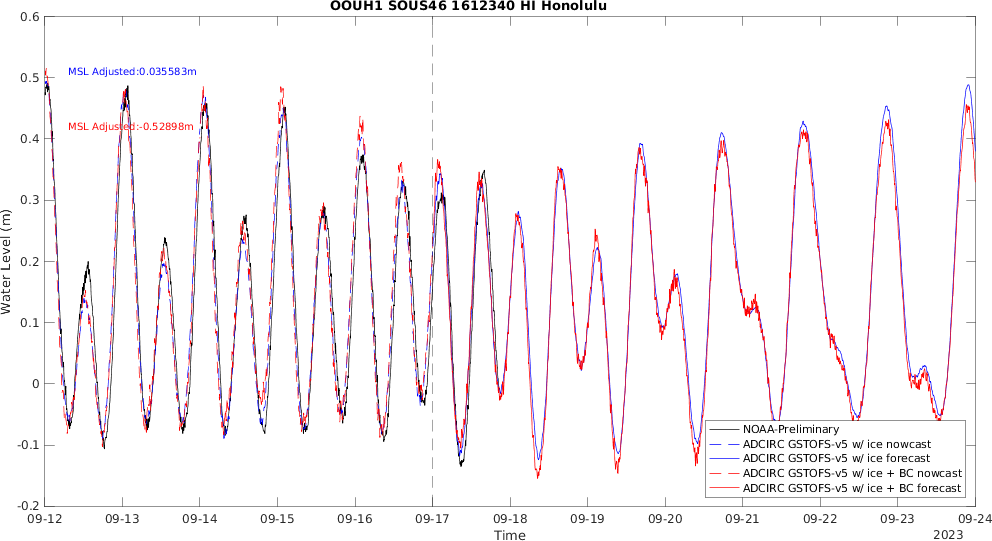 OOUH1 SOUS46 1612340 HI Honolulu
0.6
0.5
0.4
0.3
0.2
0.1
0
-0.1
-0.2
Water Level (m)
MSL Adjusted:0.035583m
MSL Adjusted:-0.52898m
NOAA-Preliminary
ADCIRC GSTOFS-v5 w/ ice nowcast
ADCIRC GSTOFS-v5 w/ ice forecast
ADCIRC GSTOFS-v5 w/ ice + BC nowcast
ADCIRC GSTOFS-v5 w/ ice + BC forecast
09-12 09-13 09-14 09-15 09-16 09-17 09-18 09-19 09-20 09-21 09-22 09-23 09-24
Time
2023